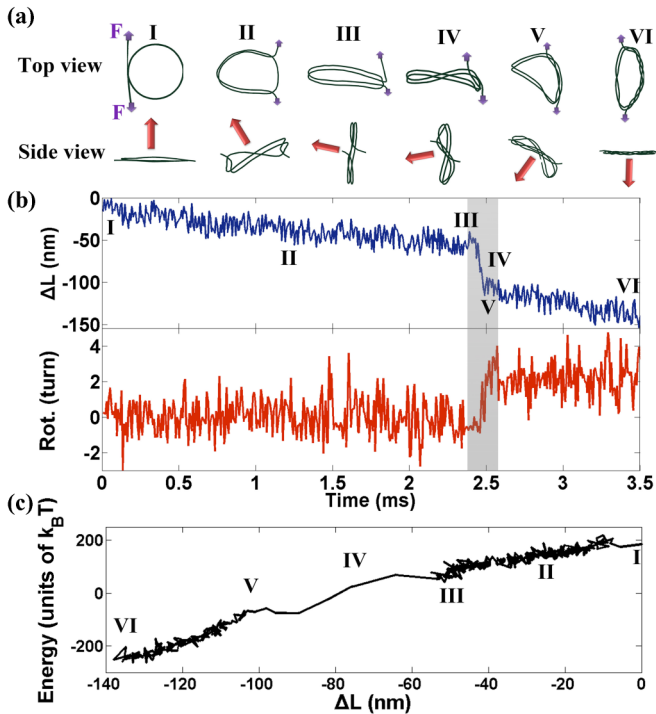 (a)
I II III IV V VI
F
Top view
F
Side view
(b)
ΔL (nm)
0
-50
-100
-150
I
II
III
IV
V
VI
Rot. (turn)
4
2
0
-2
0 0.5 1 1.5 2 2.5 3 3.5
Time (ms)
(c)
Energy (units of k_BT)
200
0
-200
VI
V
IV
III
II
I
-140 -120 -100 -80 -60 -40 -20 0
ΔL (nm)